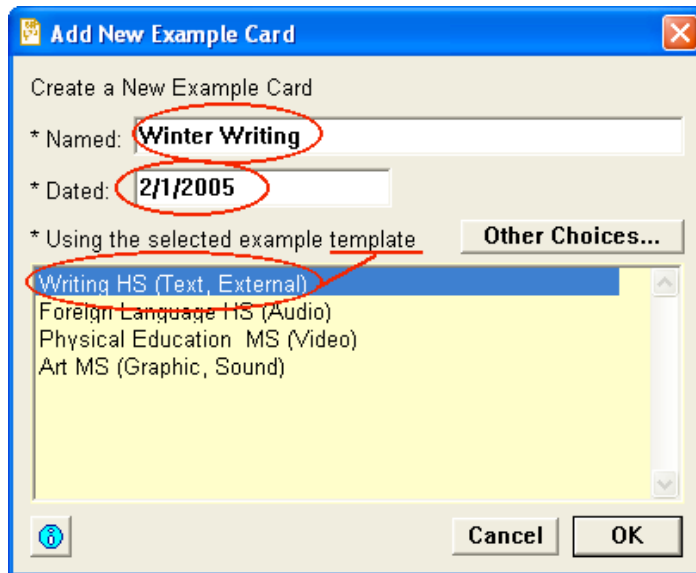 Add New Example Card
Create a New Example Card
* Named: Winter Writing
* Dated: 2/1/2005
* Using the selected example template Other Choices...
Writing HS (Text, External)
Foreign Language HS (Audio)
Physical Education MS (Video)
Art MS (Graphic, Sound)
Cancel OK